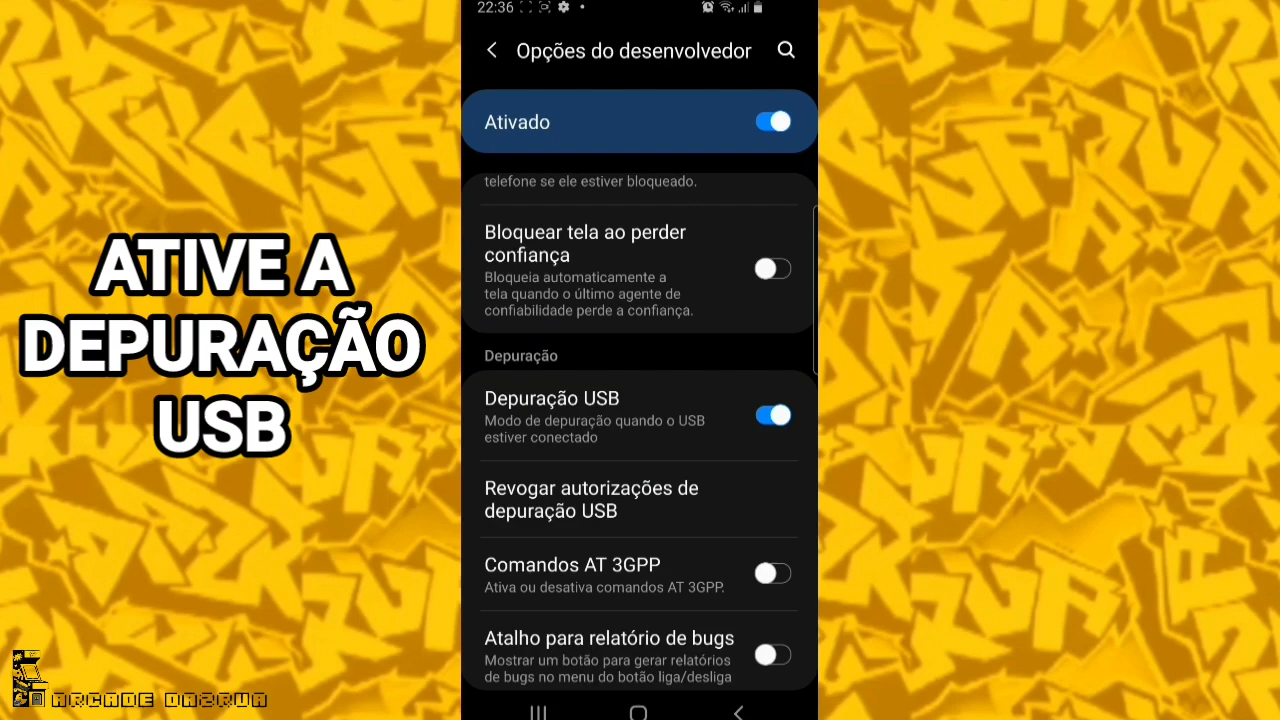 22:36
Opções do desenvolvedor
Ativado
telefone se ele estiver bloqueado.
Bloquear tela ao perder
confiança
Bloqueia automaticamente a
tela quando o último agente de
confiabilidade perde a confiança.
Depuração
Depuração USB
Modo de depuração quando o USB
estiver conectado
Revogar autorizações de
depuração USB
Comandos AT 3GPP
Ativa ou desativa comandos AT 3GPP.
Atalho para relatório de bugs
Mostrar um botão para gerar relatórios
de bugs no menu do botão liga/desliga
ATIVE A
DEPURAÇÃO
USB
ARCADE DAZRUA